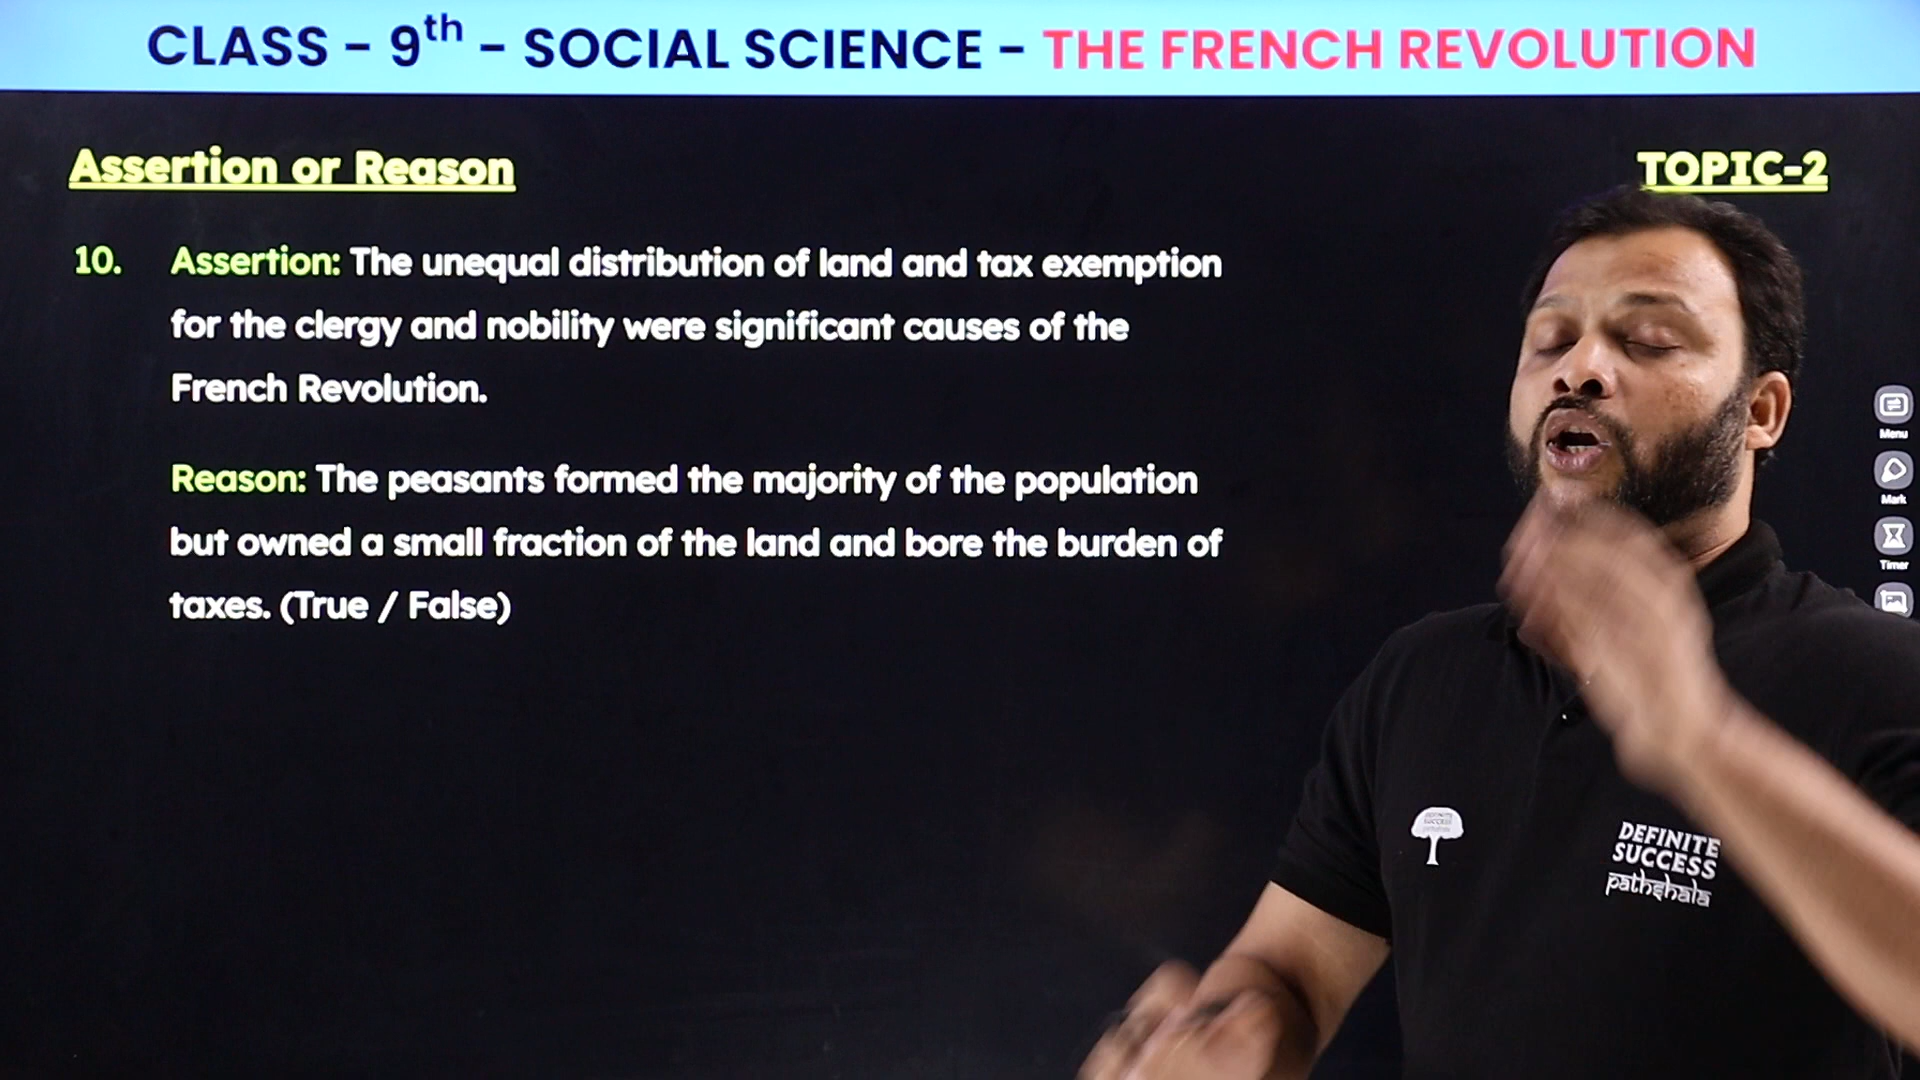 CLASS - 9th - SOCIAL SCIENCE - THE FRENCH REVOLUTION
Assertion or Reason
TOPIC-2
10. Assertion: The unequal distribution of land and tax exemption
for the clergy and nobility were significant causes of the
French Revolution.
Reason: The peasants formed the majority of the population
but owned a small fraction of the land and bore the burden of
taxes. (True / False)
Menu
Mark
Timer
DEFINITE
SUCCESS
pathshala
DEFINITE
SUCCESS
pathshala